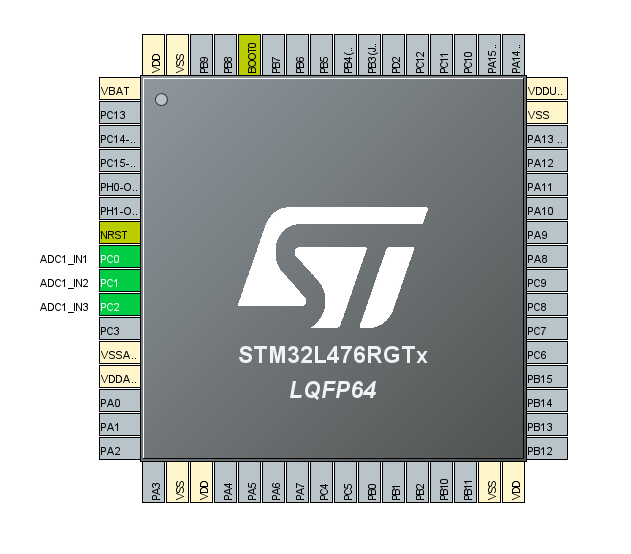 VDD
VSS
PB9
PB8
BOOT0
PB7
PB6
PB5
PB4(..
PB3(J..
PD2
PC12
PC11
PC10
PA15..
PA14..
VBAT
PC13
PC14-..
PC15-..
PH0-O..
PH1-O..
NRST
ADC1_IN1 PC0
ADC1_IN2 PC1
ADC1_IN3 PC2
PC3
VSSA..
VDDA..
PA0
PA1
PA2
VDDU..
VSS
PA13 ..
PA12
PA11
PA10
PA9
PA8
PC9
PC8
PC7
PC6
PB15
PB14
PB13
PB12
ST
STM32L476RGTx
LQFP64
PA3
VSS
VDD
PA4
PA5
PA6
PA7
PC4
PC5
PB0
PB1
PB2
PB10
PB11
VSS
VDD